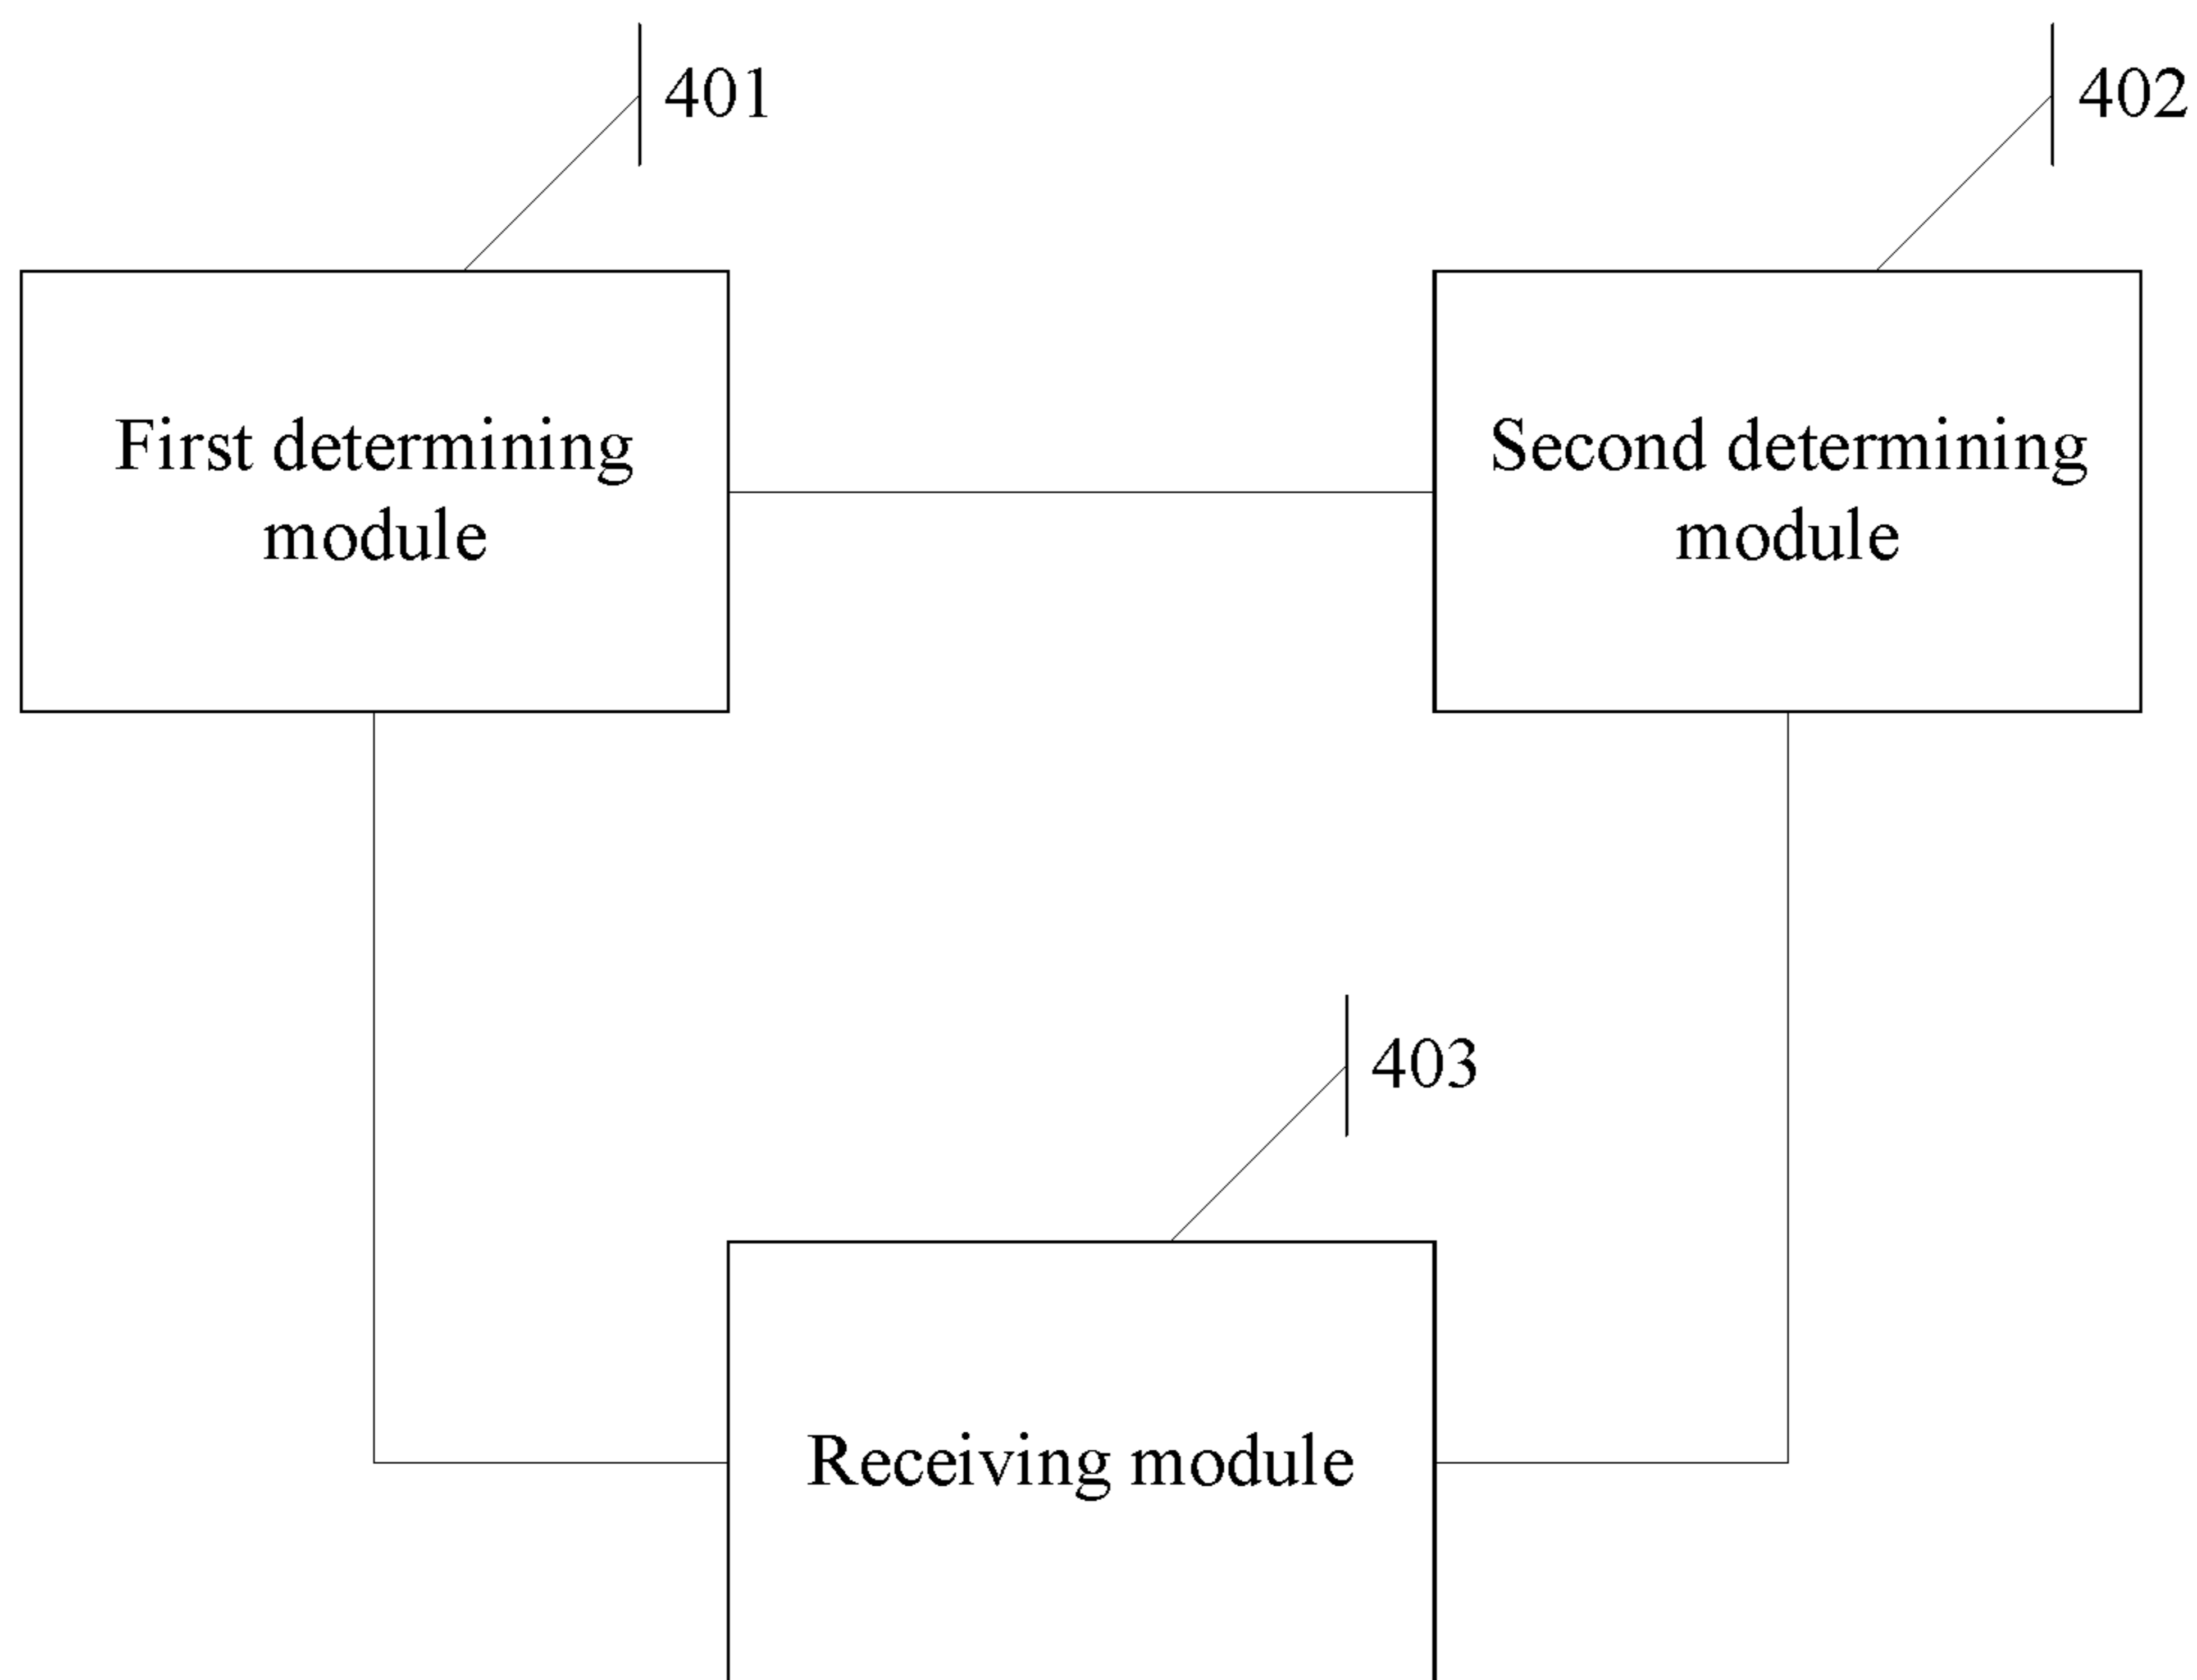 401
402
First determining
module
Second determining
module
403
Receiving module